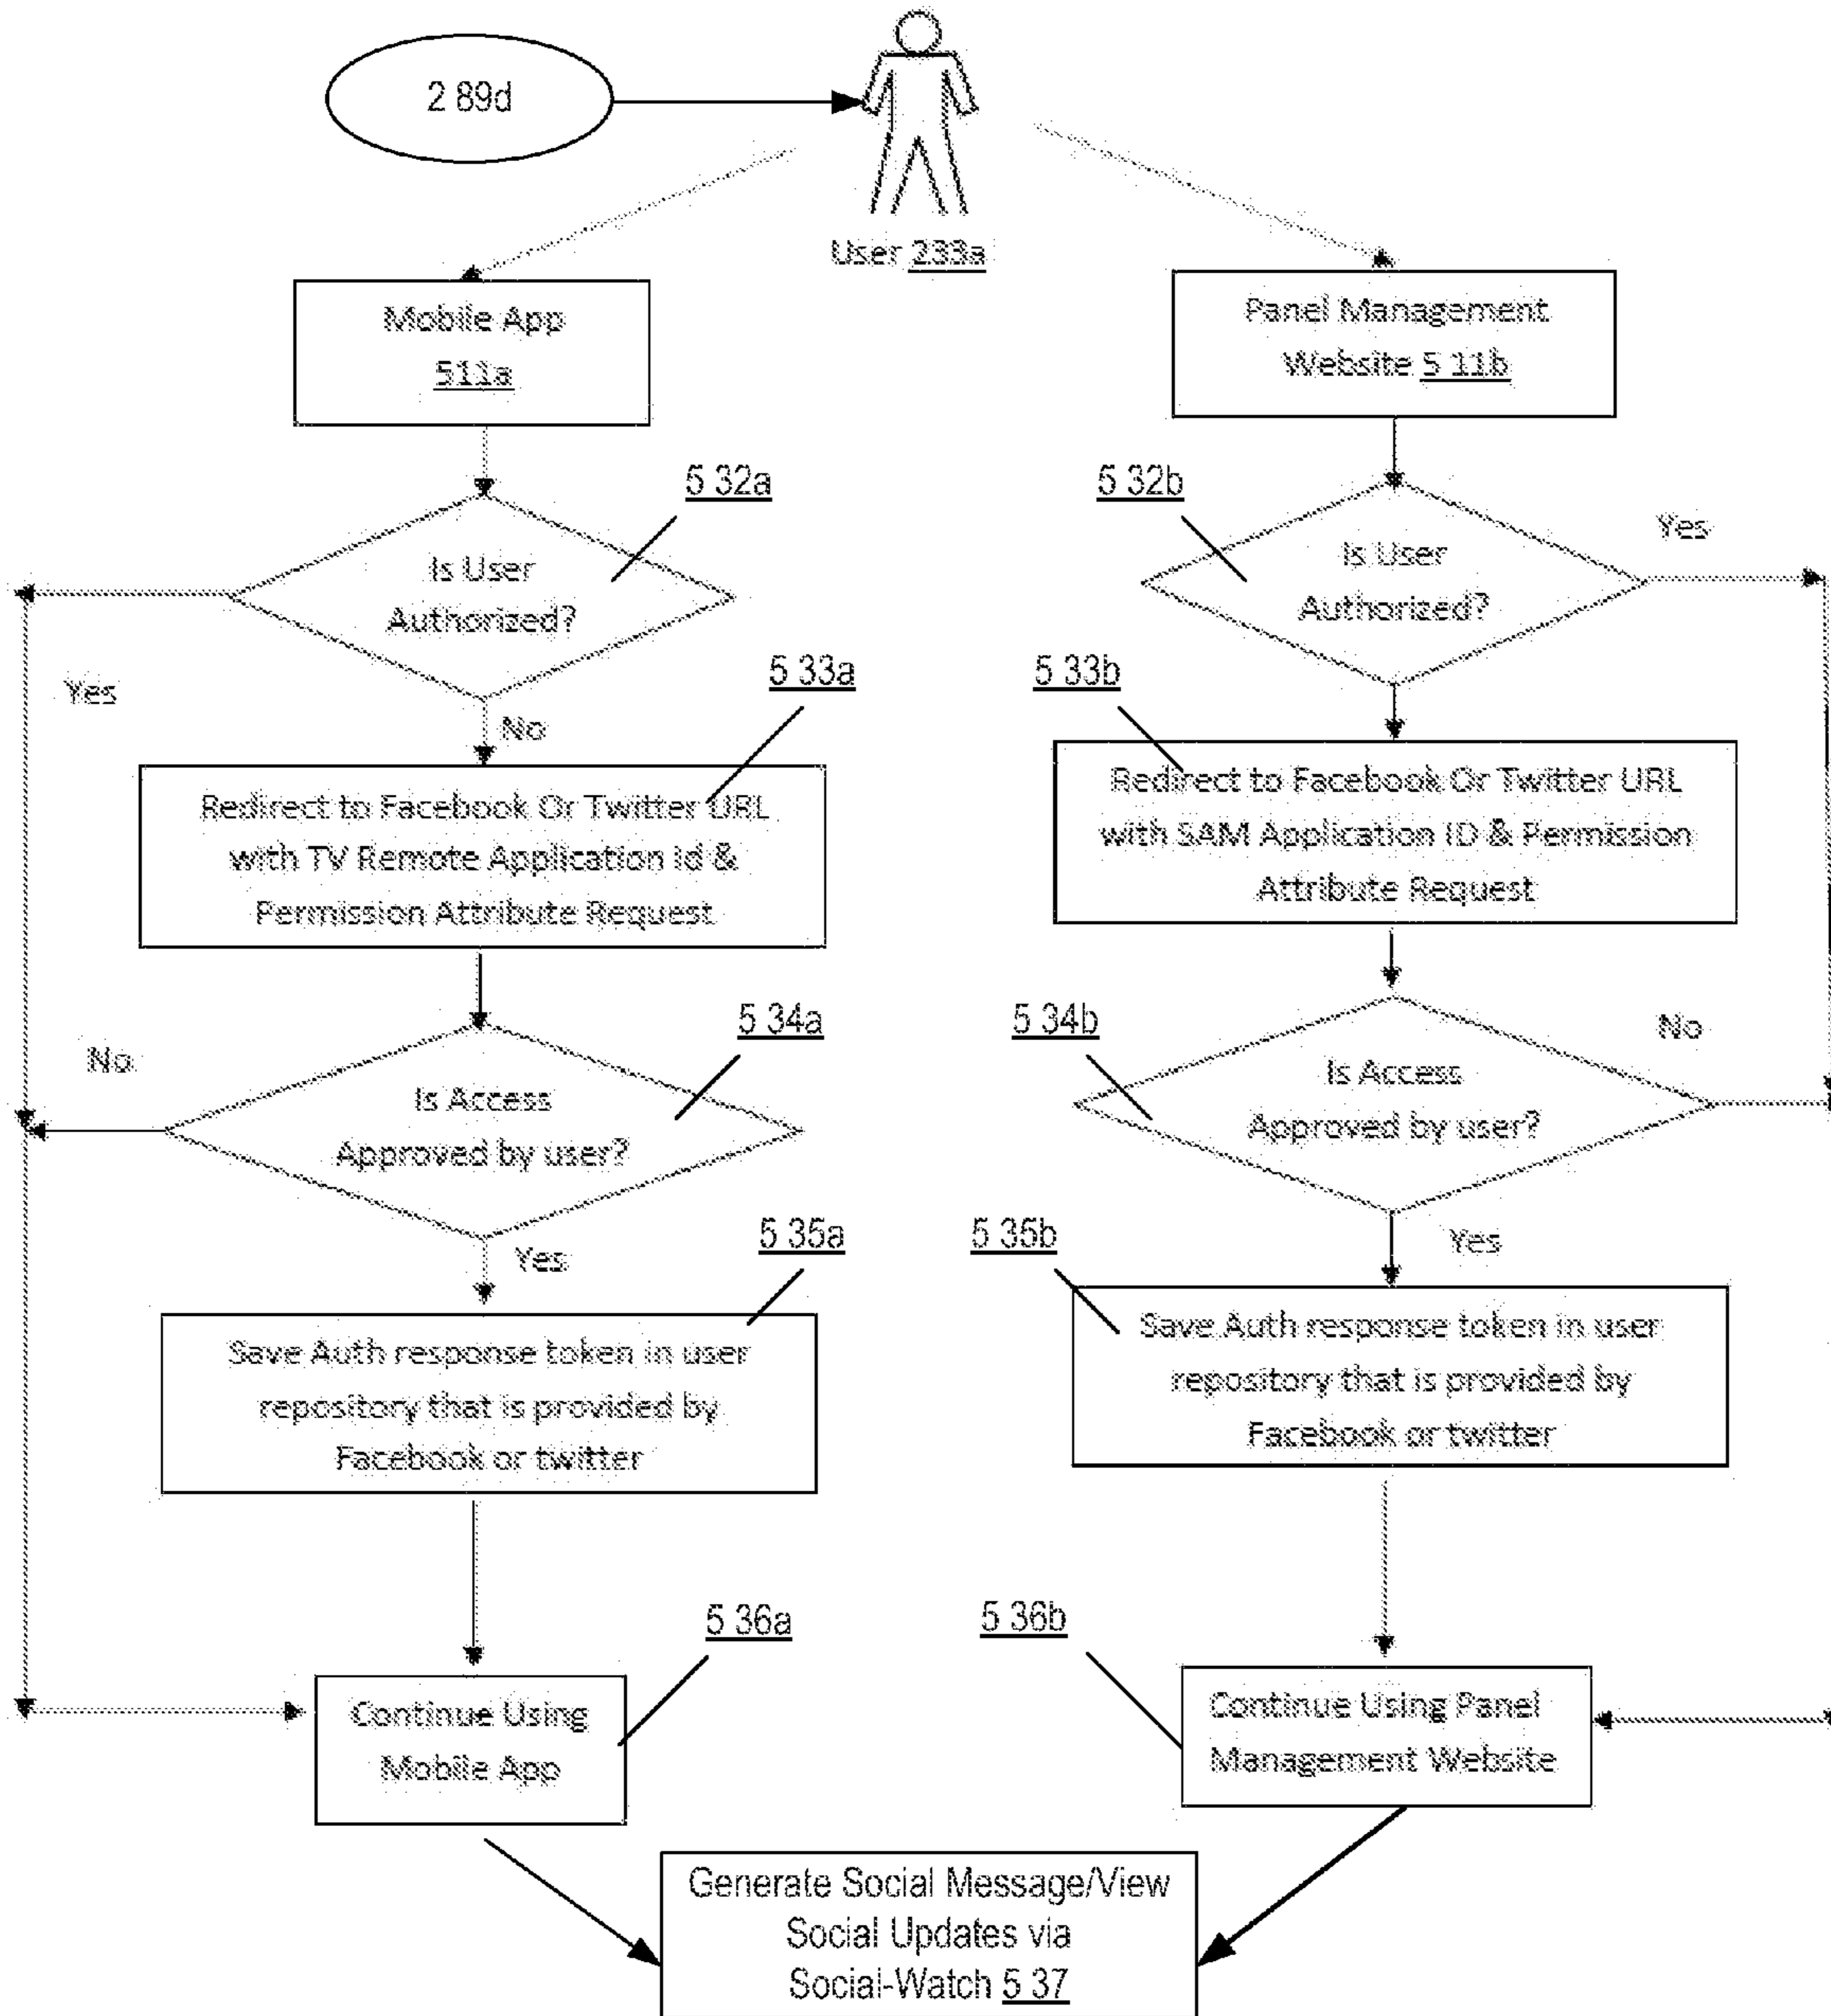 2 89d
User 233a
Mobile App
511a
Panel Management
Website 5 11b
5 32a
5 32b
Is User
Authorized?
Is User
Authorized?
Yes
Yes
5 33a
5 33b
No
Redirect to Facebook Or Twitter URL
with TV Remote Application Id &
Permission Attribute Request
Redirect to Facebook Or Twitter URL
with SAM Application ID & Permission
Attribute Request
5 34a
5 34b
No
No
Is Access
Approved by user?
Is Access
Approved by user?
5 35a
5 35b
Yes
Yes
Save Auth response token in user
repository that is provided by
Facebook or twitter
Save Auth response token in user
repository that is provided by
Facebook or twitter
5 36a
5 36b
Continue Using
Mobile App
Continue Using Panel
Management Website
Generate Social Message/View
Social Updates via
Social-Watch 5 37